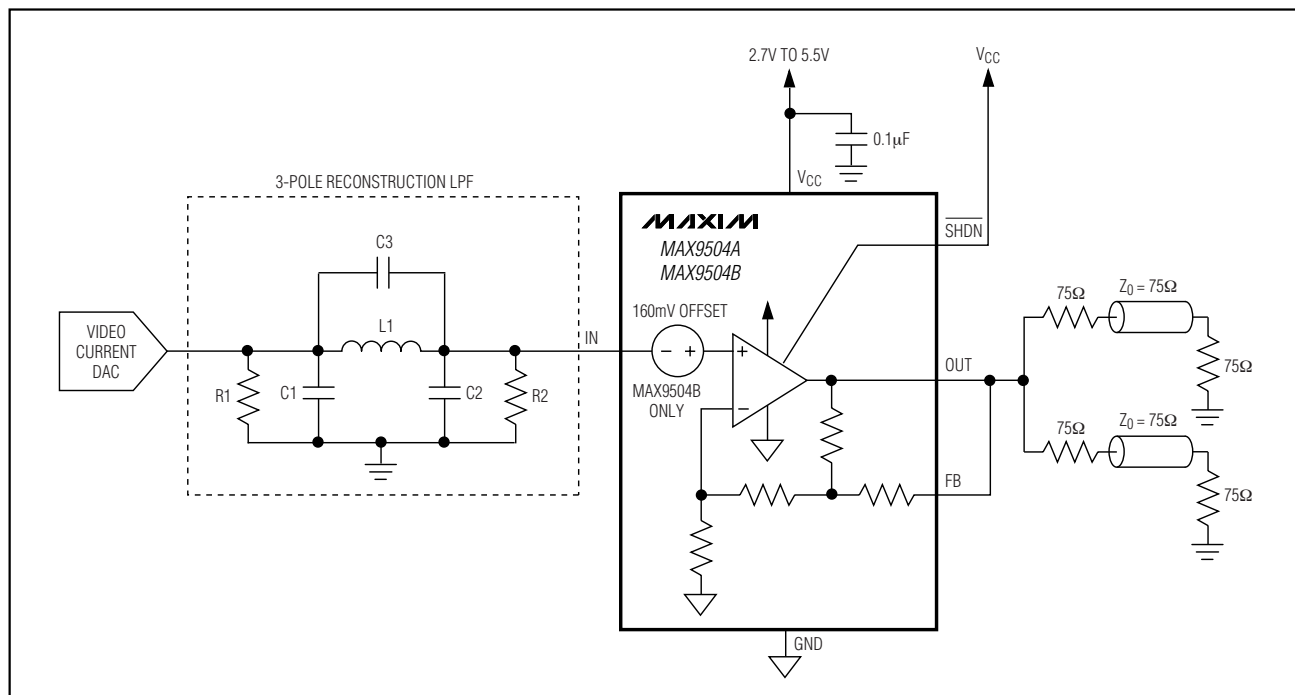 2.7V TO 5.5V
VCC
0.1µF
3-POLE RECONSTRUCTION LPF
VCC
MAXIM
SHDN
MAX9504A
MAX9504B
C3
75Ω
Z0 = 75Ω
160mV OFFSET
VIDEO
CURRENT
DAC
L1
IN
- +
+
OUT
R1
C1
C2
R2
MAX9504B
ONLY
-
75Ω
75Ω
Z0 = 75Ω
FB
75Ω
GND